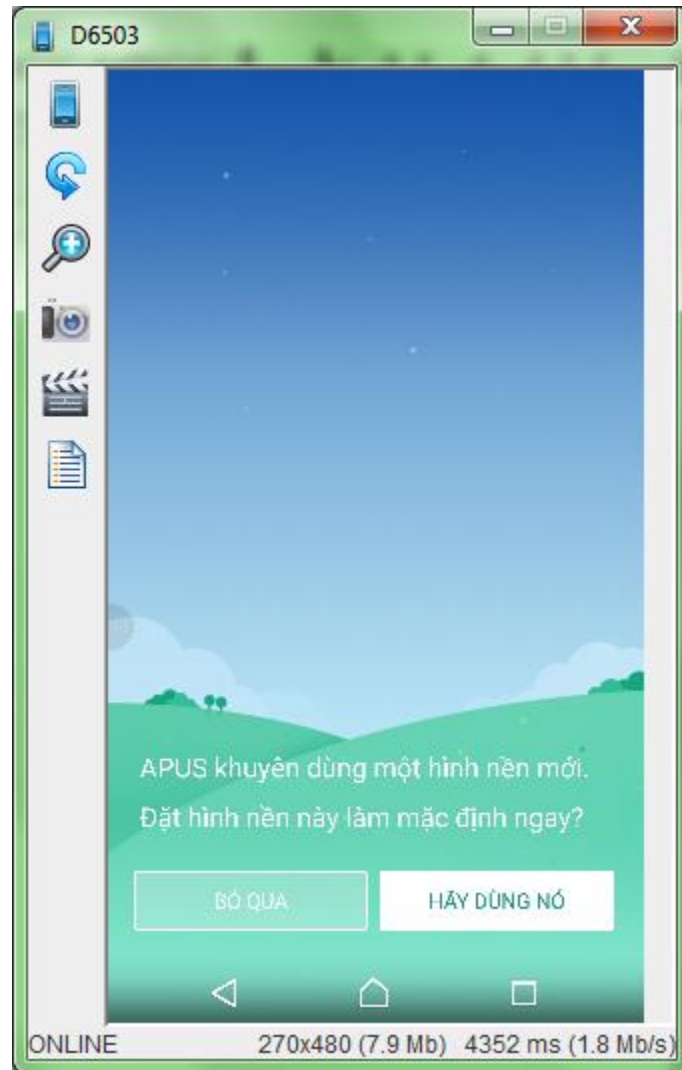 D6503
APUS khuyên dùng một hình nền mới.
Đặt hình nền này làm mặc định ngay?
BỎ QUA
HÃY DÙNG NÓ
ONLINE 270x480 (7.9 Mb) 4352 ms (1.8 Mb/s)